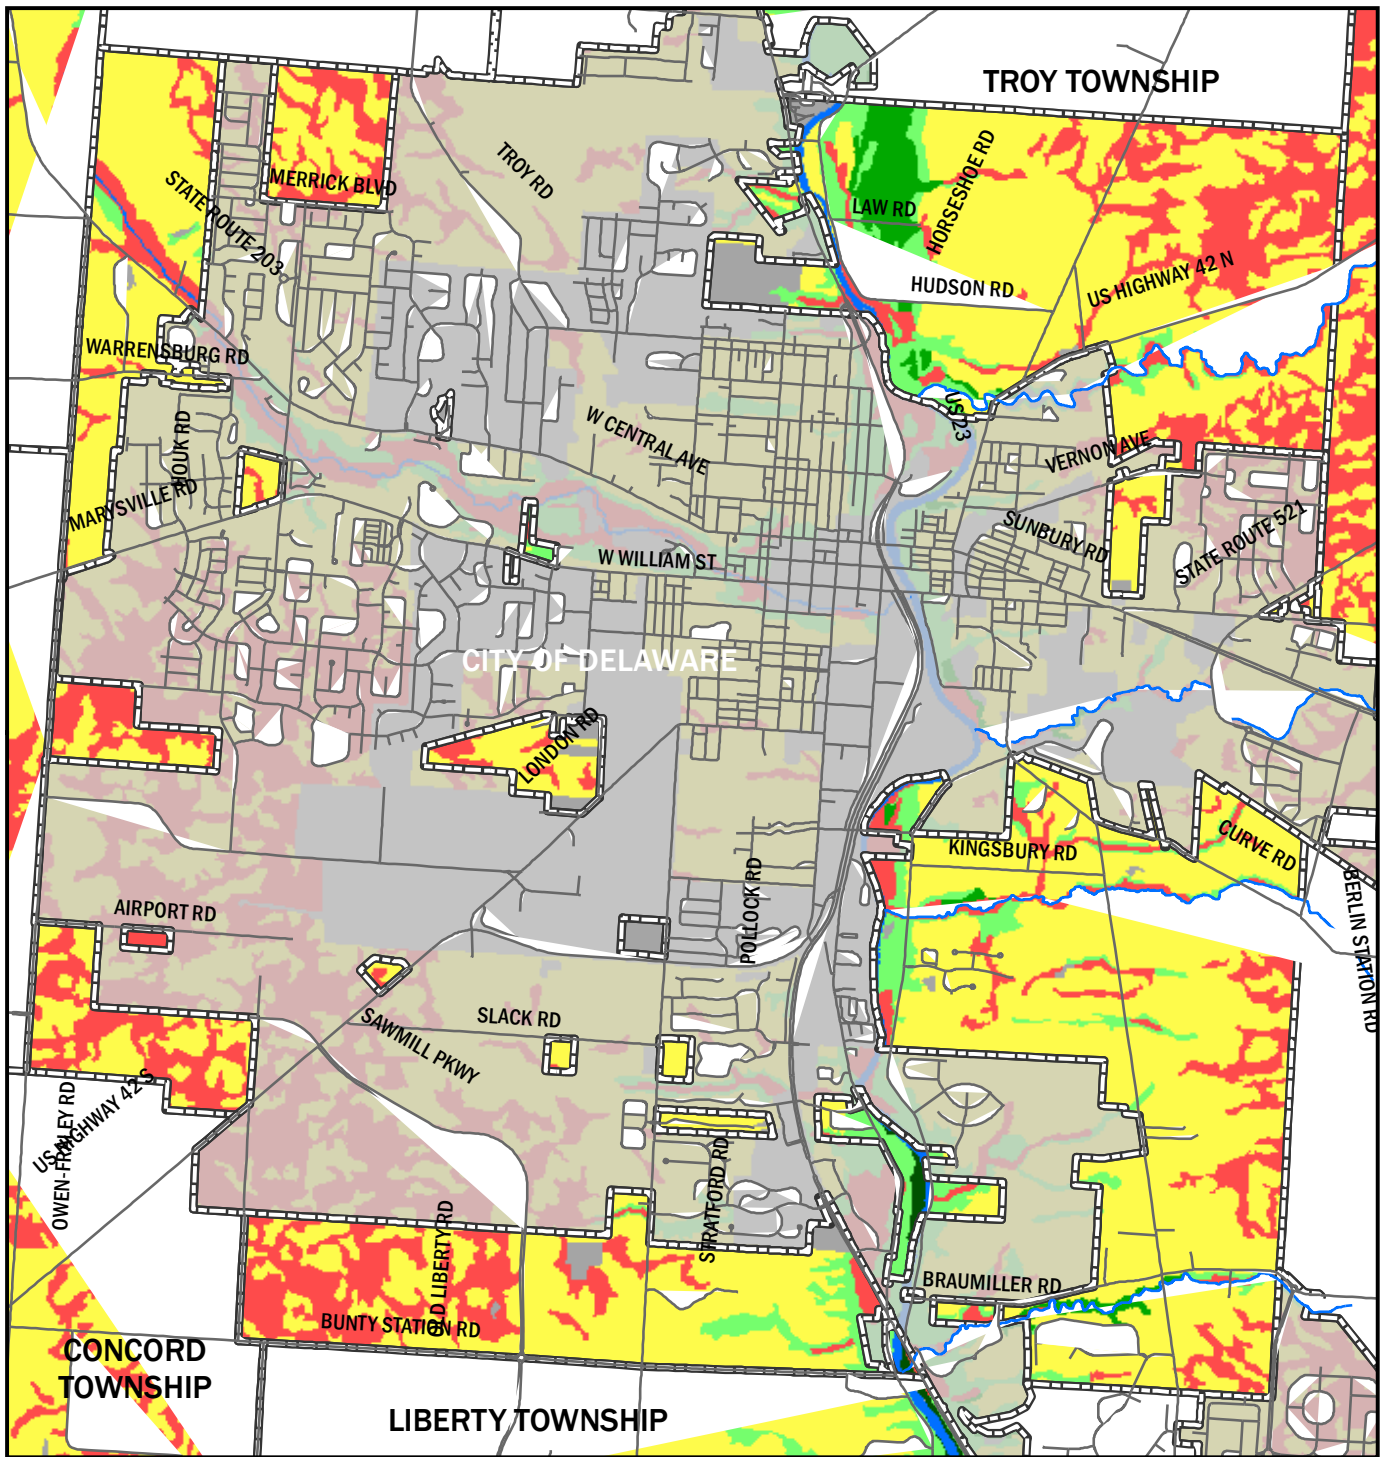 TROY TOWNSHIP
TROY RD
HORSESHOE RD
MERRICK BLVD
STATE ROUTE 203
LAW RD
US HIGHWAY 42 N
HUDSON RD
WARRENSBURG RD
US 23
W CENTRAL AVE
HOUK RD
VERNON AVE
MARYSVILLE RD
SUNBURY RD
STATE ROUTE 521
W WILLIAM ST
CITY OF DELAWARE
LONDON RD
KINGSBURY RD
CURVE RD
POLLOCK RD
BERLIN STATION RD
AIRPORT RD
SLACK RD
SAWMILL PKWY
US HIGHWAY 42 S
OWEN-FRALEY RD
STRATFORD RD
OLD LIBERTY RD
BRAUMILLER RD
BUNTY STATION RD
CONCORD
TOWNSHIP
LIBERTY TOWNSHIP